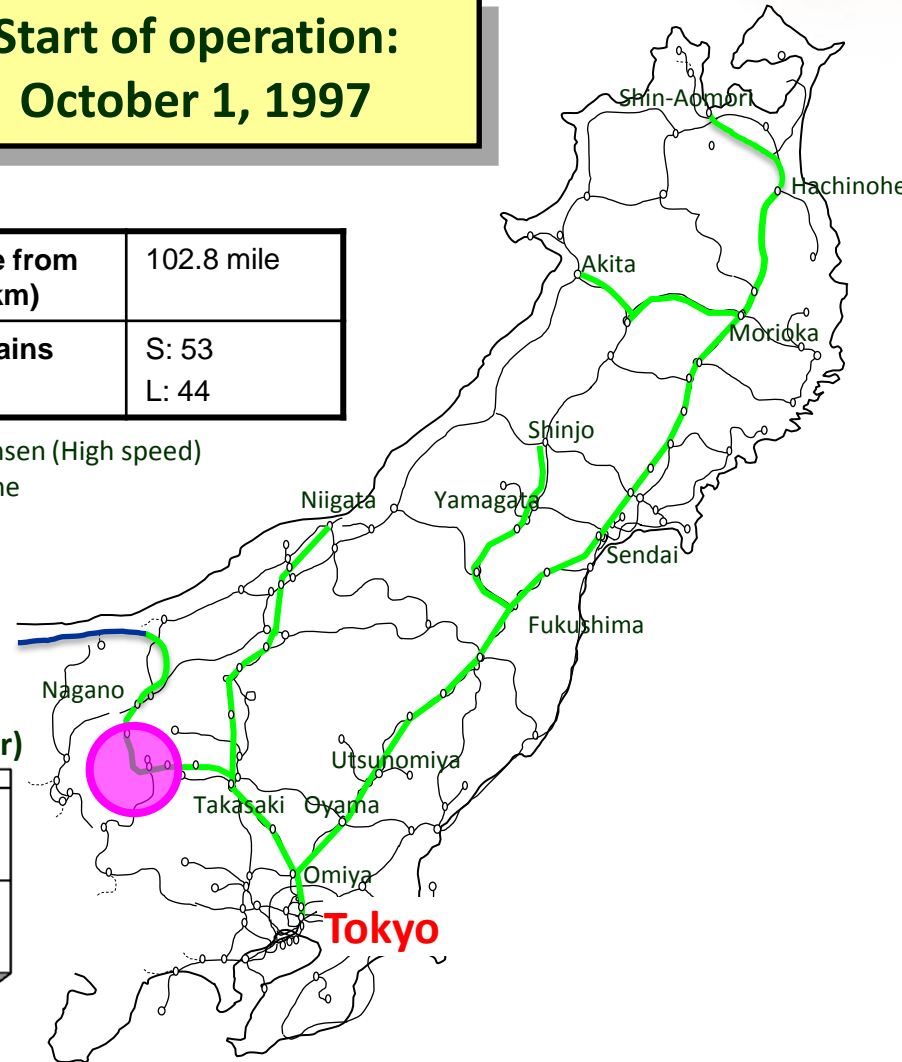 Start of operation:
October 1, 1997
e from
km)
102.8 mile
ains
S: 53
L: 44
nsen (High speed)
ne
Shin-Aomori
Hachinohe
Akita
Morioka
Shinjo
Niigata
Yamagata
Sendai
Fukushima
Nagano
r)
Utsunomiya
Takasaki
Oyama
Omiya
Tokyo